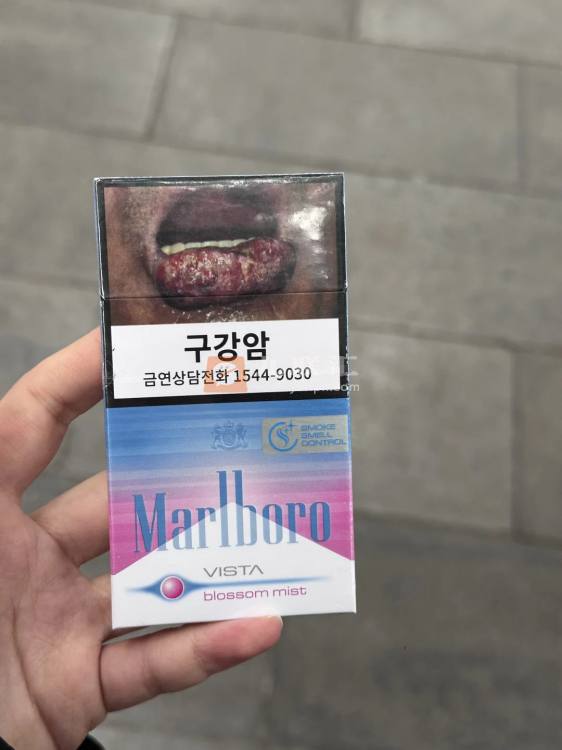 구강암
금연상담전화 1544-9030
SMOKE
SMELL
CONTROL
Marlboro
VISTA
blossom mist